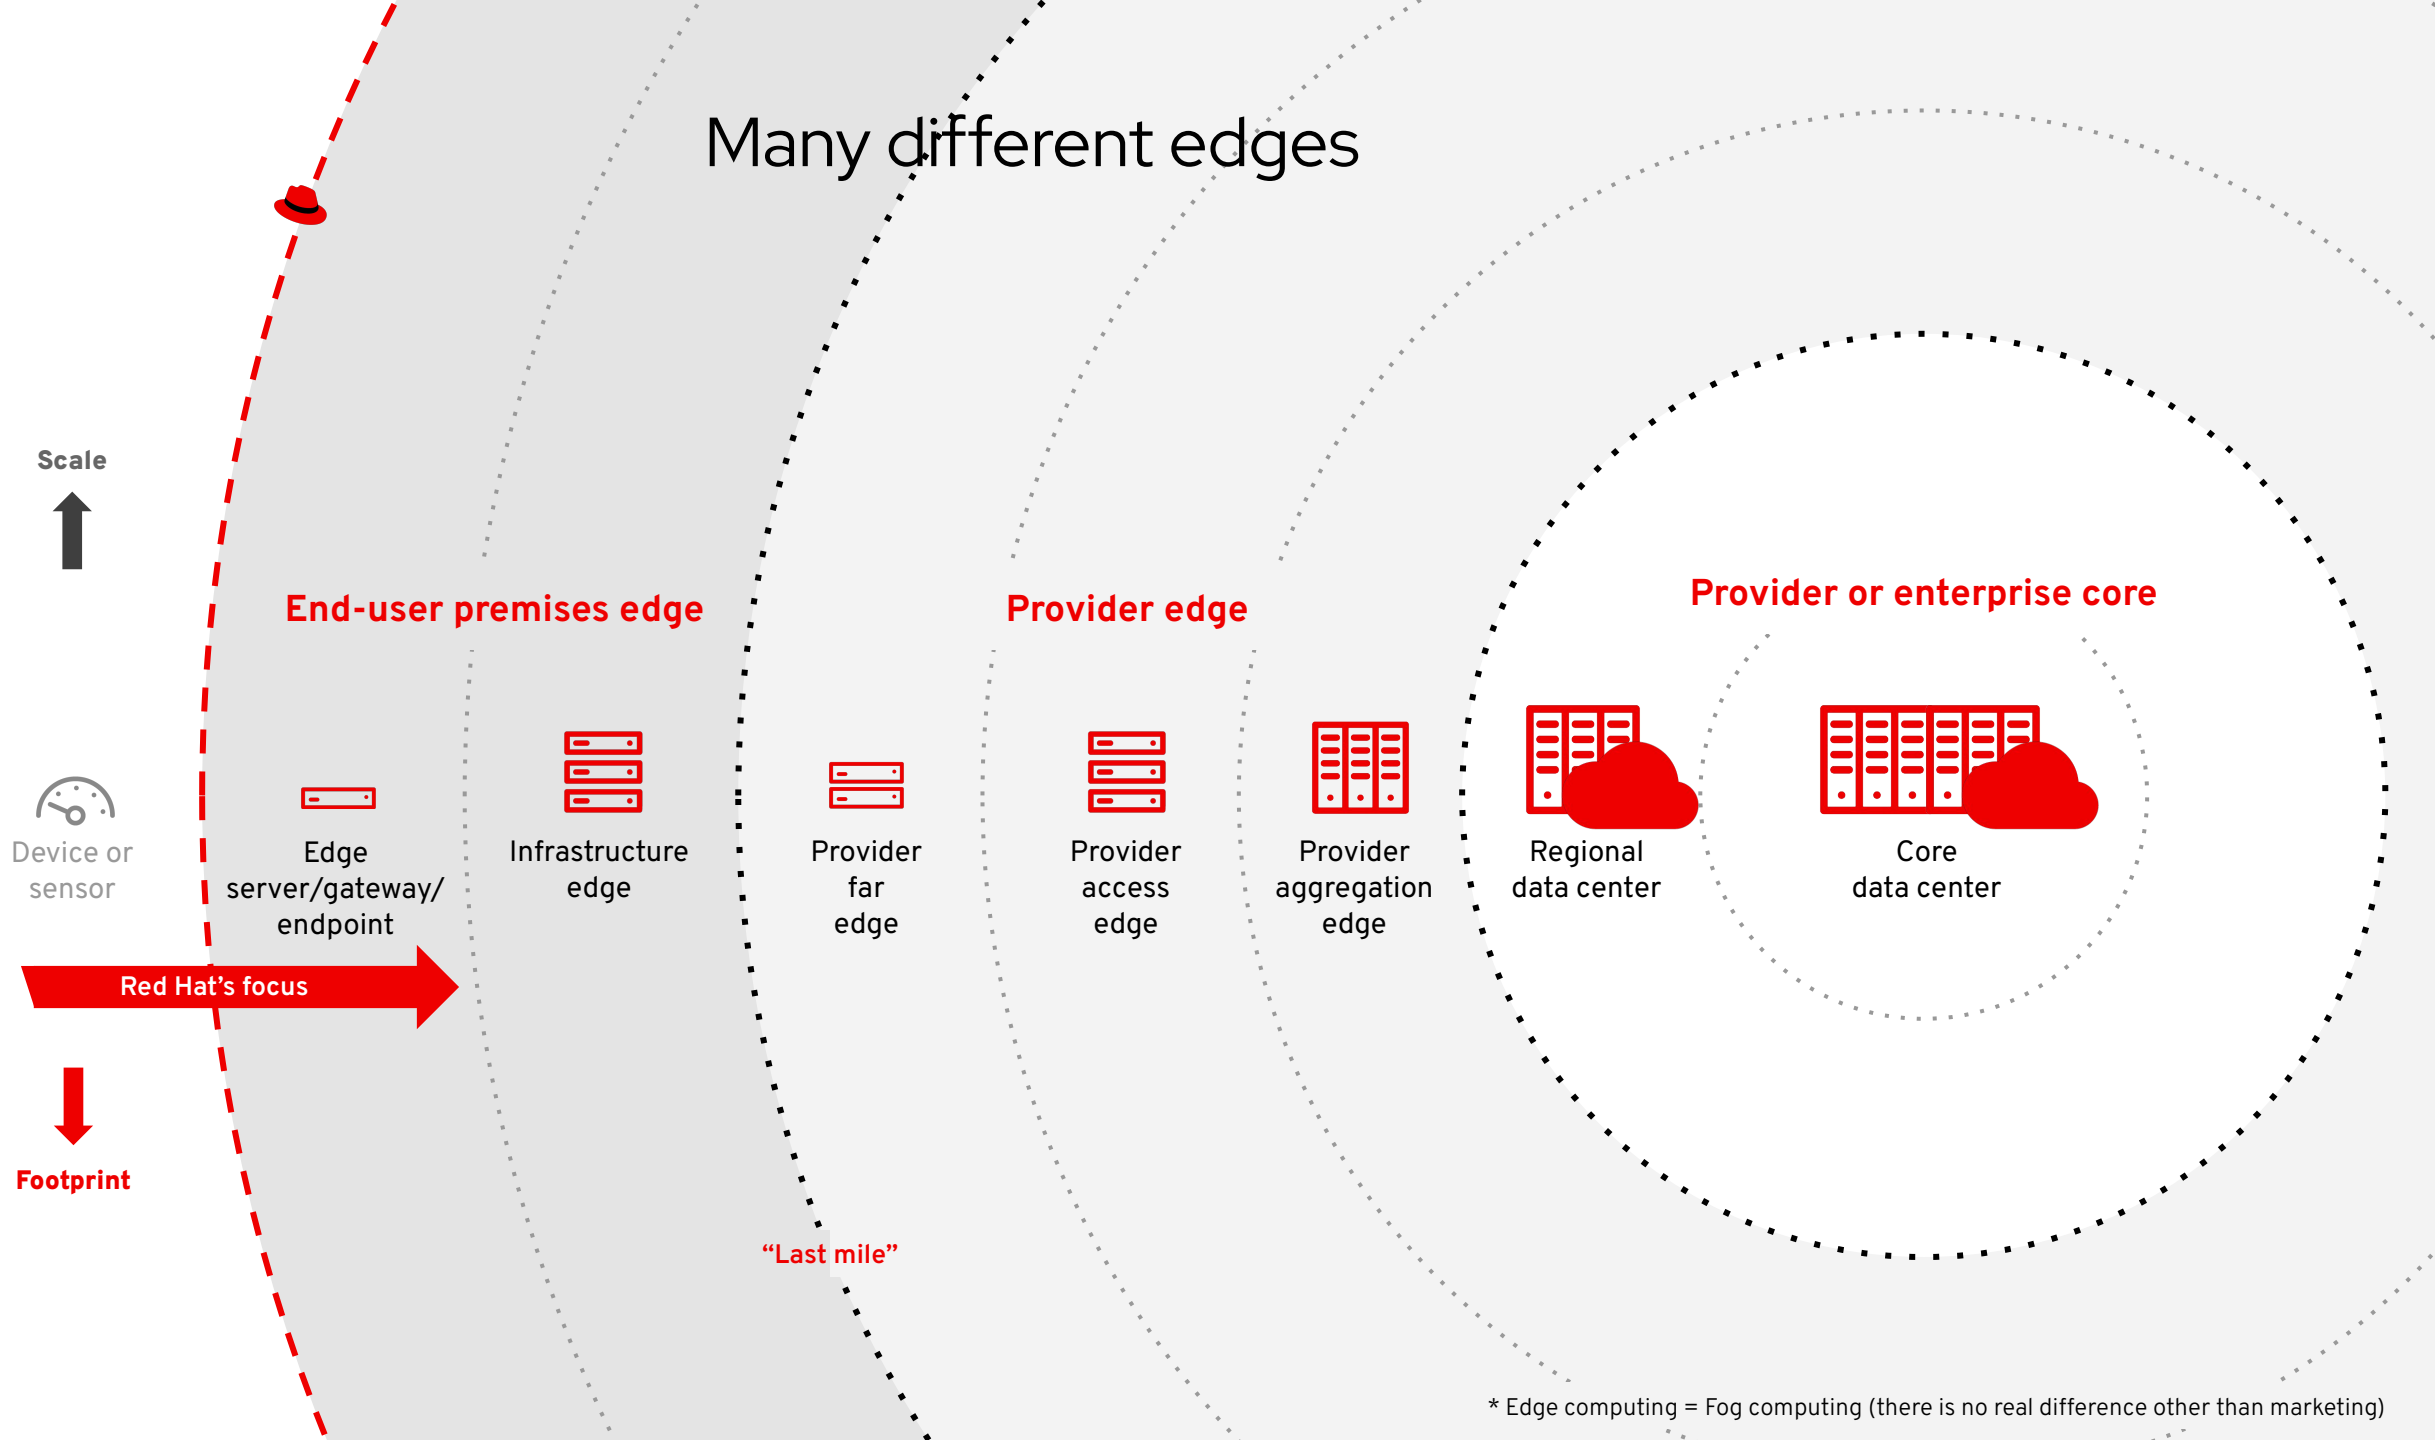 Many different edges
Scale
End-user premises edge
Provider edge
Provider or enterprise core
Device or
sensor
Edge
server/gateway/
endpoint
Infrastructure
edge
Provider
far
edge
Provider
access
edge
Provider
aggregation
edge
Regional
data center
Core
data center
Red Hat’s focus
Footprint
“Last mile”
* Edge computing = Fog computing (there is no real difference other than marketing)